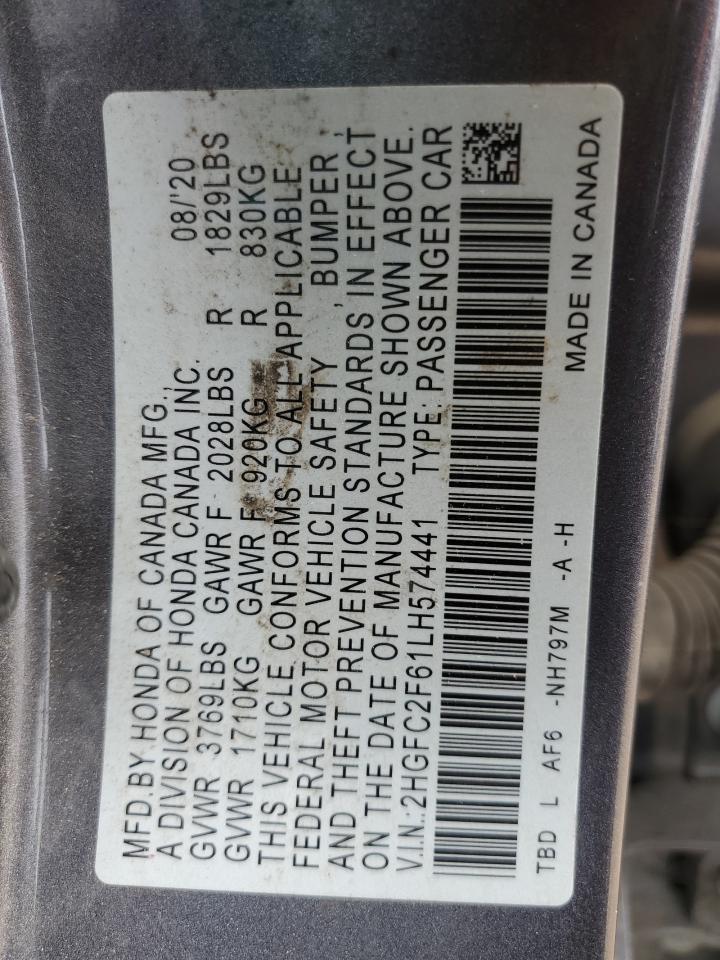 MFD.BY HONDA OF CANADA MFG., 08/'20
A DIVISION OF HONDA CANADA INC.
GVWR 3769LBS GAWR F 2028LBS R 1829LBS
GVWR 1710KG GAWR F 920KG R 830KG
THIS VEHICLE CONFORMS TO ALL APPLICABLE
FEDERAL MOTOR VEHICLE SAFETY , BUMPER ,
AND THEFT PREVENTION STANDARDS IN EFFECT
ON THE DATE OF MANUFACTURE SHOWN ABOVE.
V.I.N.:2HGFC2F61LH574441 TYPE: PASSENGER CAR
TBD L AF6 -NH797M -A -H MADE IN CANADA